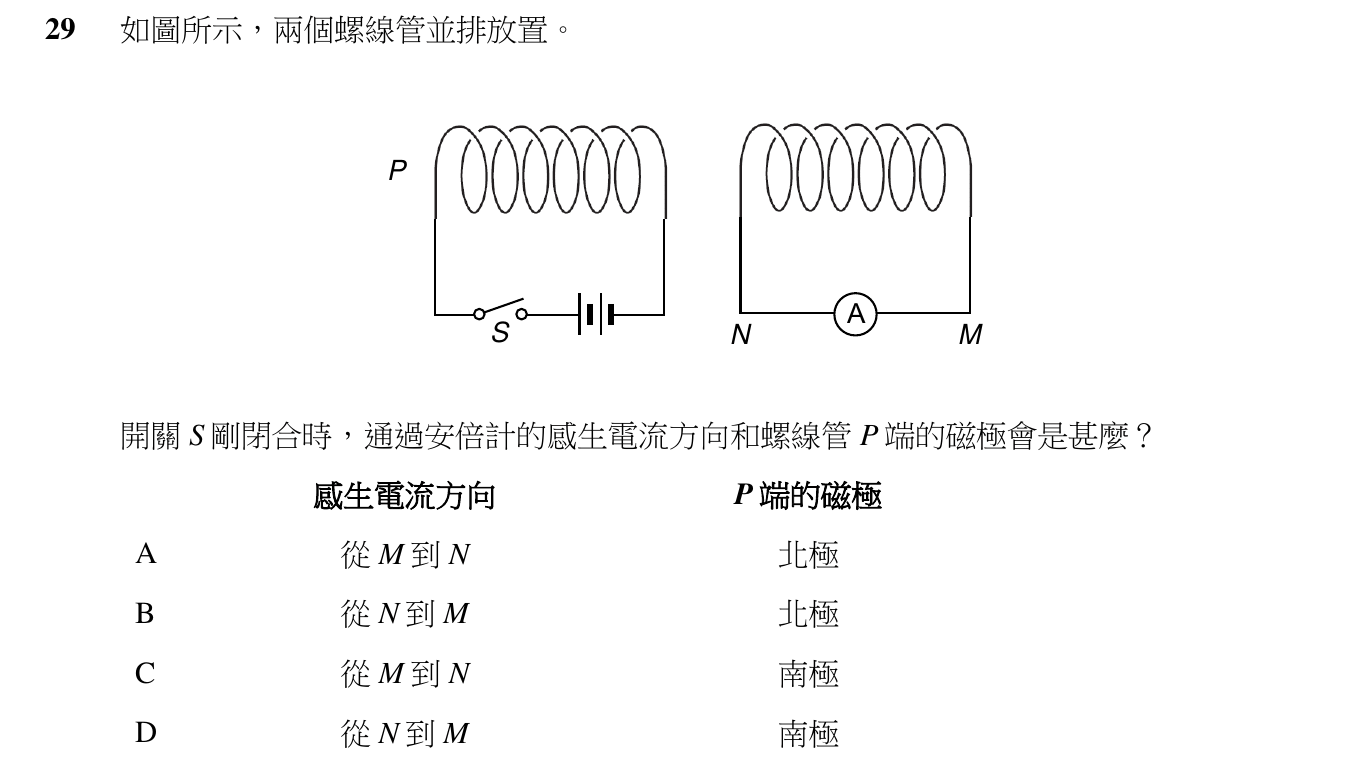 29 如圖所示，兩個螺線管並排放置。
P
S
A
N M
開關 S 剛閉合時，通過安倍計的感生電流方向和螺線管 P 端的磁極會是甚麼？
感生電流方向 P 端的磁極
A 從 M 到 N 北極
B 從 N 到 M 北極
C 從 M 到 N 南極
D 從 N 到 M 南極